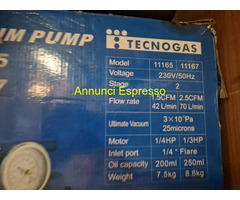 UM PUMP
TECNOGAS
Model 11165 11167
Voltage 230V/50Hz
Stage 2
Flow rate 1.5CFM 2.5CFM
42 L/Min 70 L/Min
Annunci Espresso
Ultimate Vacuum 3×10⁻¹Pa
25microns
Motor 1/4HP 1/3HP
Inlet port 1/4" Flare
Oil capacity 200ml 250ml
Weight 7.5kg 8.6kg